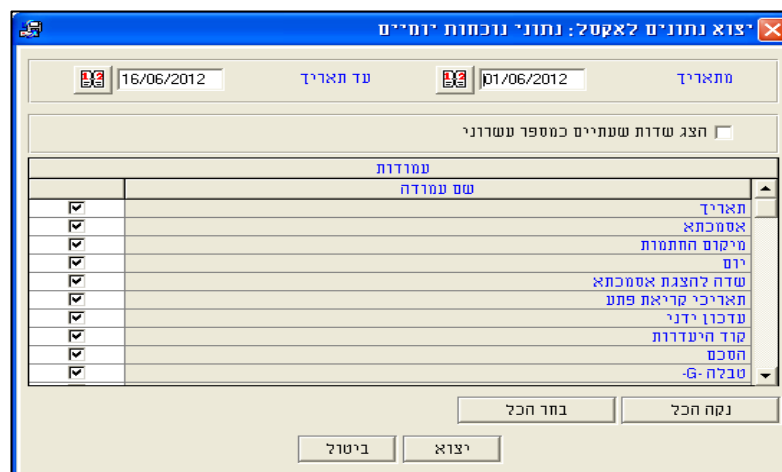 יצוא נתונים לאקסל: נתוני נוכחות יומיים
מתאריך 01/06/2012 עד תאריך 16/06/2012
הצג שדות שעתיים כמספר עשרוני
עמודות
שם עמודה
תאריך
אסמכתא
מיקום החתמות
יום
שדה להצגת אסמכתא
תאריכי קריאת פתע
עדכון ידני
קוד היעדרות
הסכם
טבלה -G-
נקה הכל בחר הכל
יצוא ביטול